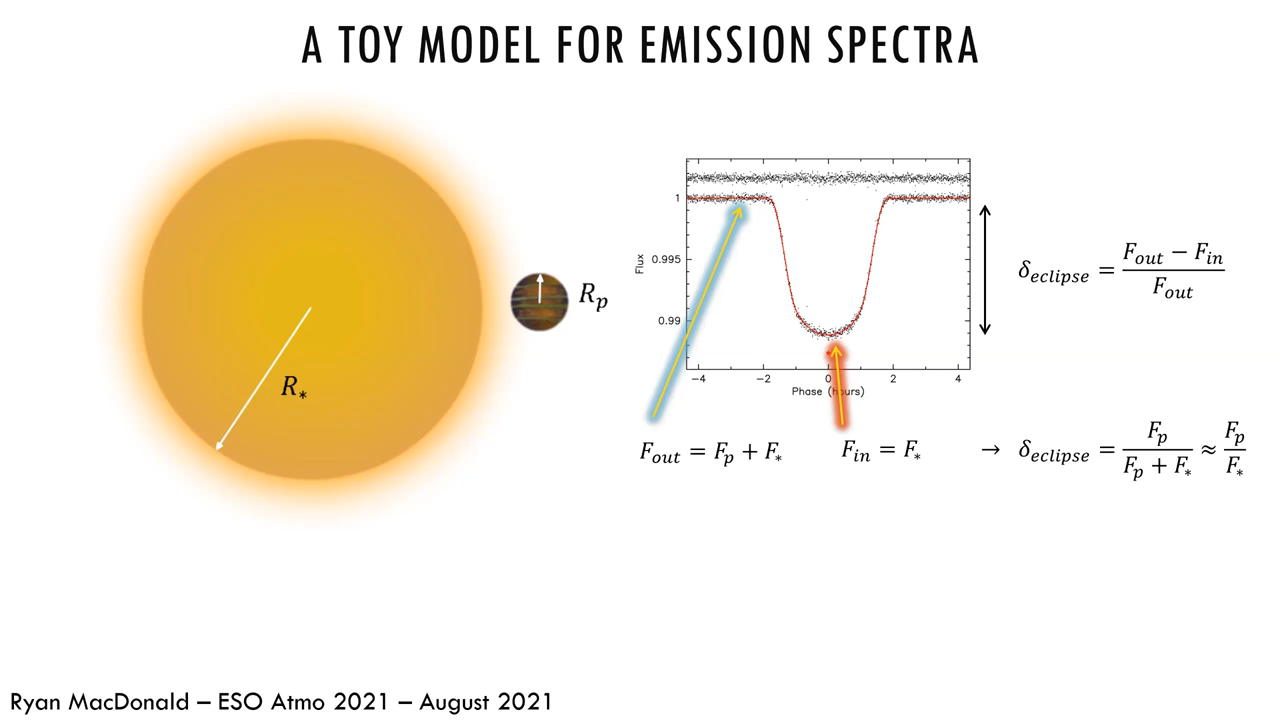 A TOY MODEL FOR EMISSION SPECTRA
R_*
R_p
1
0.995
0.99
Flux
−4 −2 0 2 4
Phase (hours)
δ_eclipse = (F_out − F_in) / F_out
F_out = F_p + F_*
F_in = F_*
→ δ_eclipse = F_p / (F_p + F_*) ≈ F_p / F_*
Ryan MacDonald – ESO Atmo 2021 – August 2021